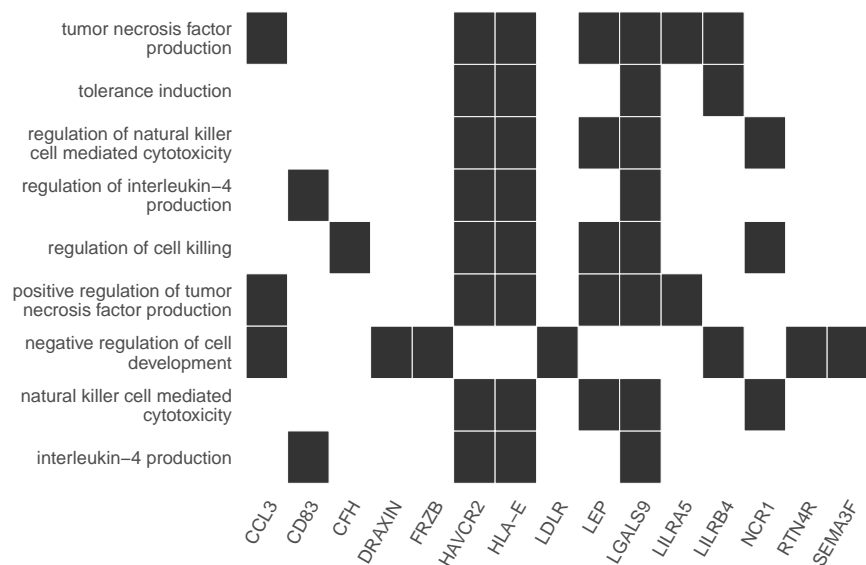 tumor necrosis factor
production
tolerance induction
regulation of natural killer
cell mediated cytotoxicity
regulation of interleukin−4
production
regulation of cell killing
positive regulation of tumor
necrosis factor production
negative regulation of cell
development
natural killer cell mediated
cytotoxicity
interleukin−4 production
CCL3
CD83
CFH
DRAXIN
FRZB
HAVCR2
HLA−E
LDLR
LEP
LGALS9
LILRA5
LILRB4
NCR1
RTN4R
SEMA3F